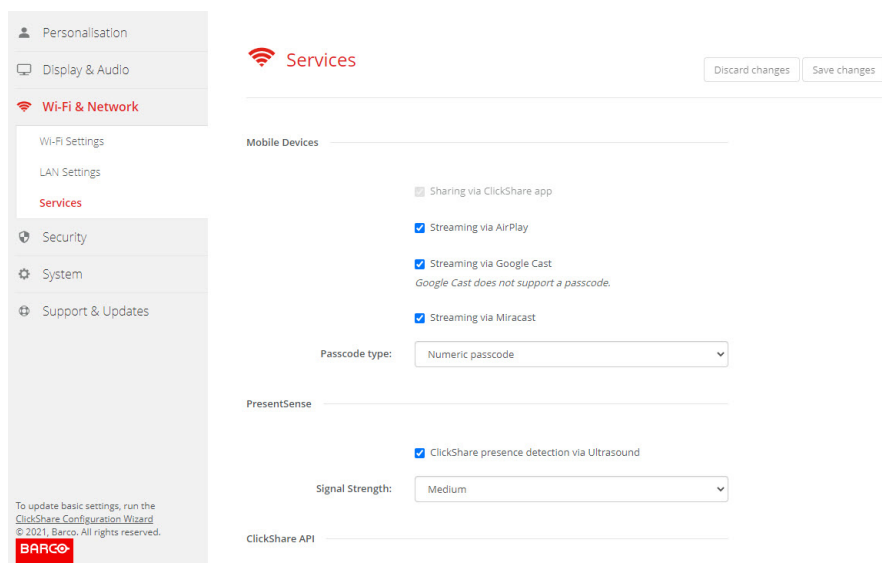 Personalisation
Display & Audio
Wi-Fi & Network
Wi-Fi Settings
LAN Settings
Services
Security
System
Support & Updates
To update basic settings, run the
ClickShare Configuration Wizard
© 2021, Barco. All rights reserved.
BARCO
Services
Discard changes
Save changes
Mobile Devices
Sharing via ClickShare app
Streaming via AirPlay
Streaming via Google Cast
Google Cast does not support a passcode.
Streaming via Miracast
Passcode type: Numeric passcode
PresentSense
ClickShare presence detection via Ultrasound
Signal Strength: Medium
ClickShare API